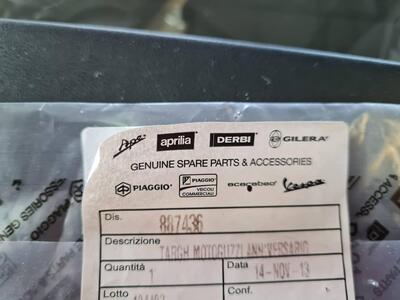 Ape aprilia DERBI GILERA
GENUINE SPARE PARTS & ACCESSORIES
PIAGGIO PIAGGIO VEICOLI COMMERCIALI scarabeo Vespa
Dis. 887436
Descrizione TARGH.MOTOGUZZI ANNIVERSARIO
Quantità 1 Data 14-NOV-13
Lotto